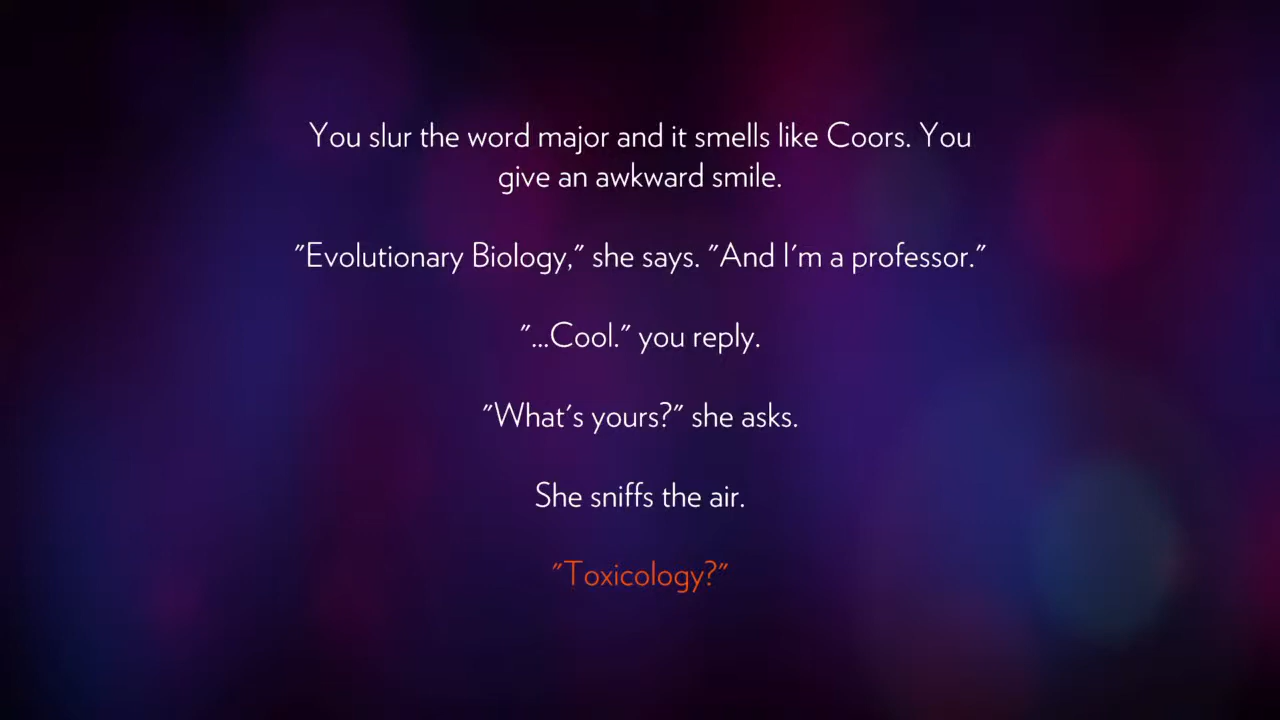 You slur the word major and it smells like Coors. You
give an awkward smile.
"Evolutionary Biology," she says. "And I'm a professor."
"...Cool." you reply.
"What's yours?" she asks.
She sniffs the air.
"Toxicology?"